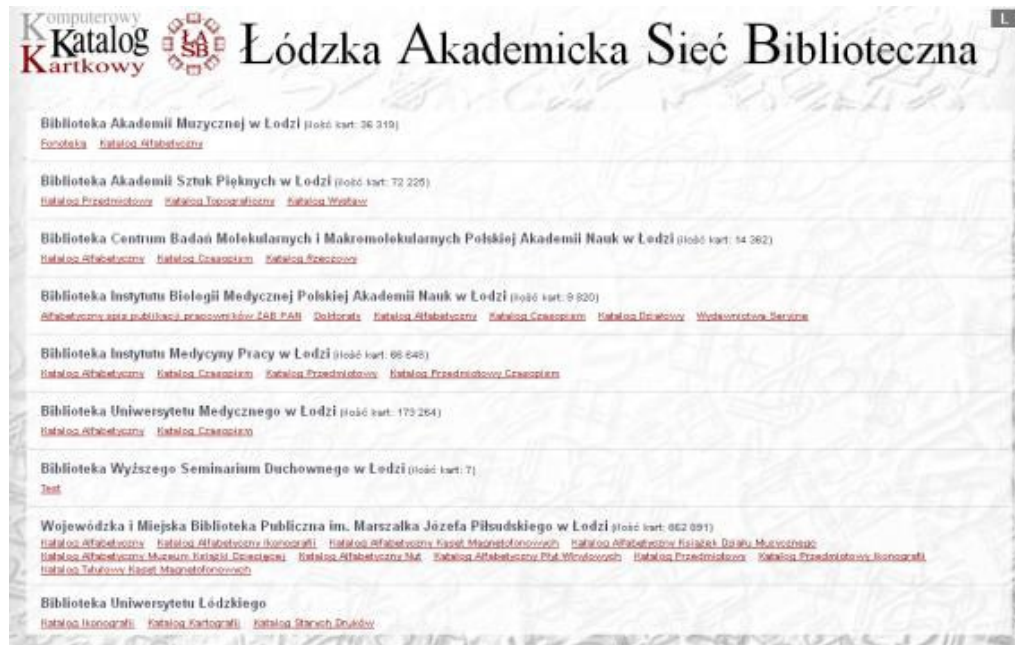 Komputerowy
Katalog
Kartkowy
ŁASB
Łódzka Akademicka Sieć Biblioteczna
L
Biblioteka Akademii Muzycznej w Łodzi (ilość kart: 36 319)
Fonoteka Katalog Alfabetyczny
Biblioteka Akademii Sztuk Pięknych w Łodzi (ilość kart: 72 225)
Katalog Przedmiotowy Katalog Topograficzny Katalog Wystaw
Biblioteka Centrum Badań Molekularnych i Makromolekularnych Polskiej Akademii Nauk w Łodzi (ilość kart: 14 362)
Katalog Alfabetyczny Katalog Czasopism Katalog Rzeczowy
Biblioteka Instytutu Biologii Medycznej Polskiej Akademii Nauk w Łodzi (ilość kart: 9 820)
Alfabetyczny spis publikacji pracowników ZAB PAN Doktoraty Katalog Alfabetyczny Katalog Czasopism Katalog Działowy Wydawnictwa Seryjne
Biblioteka Instytutu Medycyny Pracy w Łodzi (ilość kart: 66 646)
Katalog Alfabetyczny Katalog Czasopism Katalog Przedmiotowy Katalog Przedmiotowy Czasopism
Biblioteka Uniwersytetu Medycznego w Łodzi (ilość kart: 173 264)
Katalog Alfabetyczny Katalog Czasopism
Biblioteka Wyższego Seminarium Duchownego w Łodzi (ilość kart: 7)
Test
Wojewódzka i Miejska Biblioteka Publiczna im. Marszałka Józefa Piłsudskiego w Łodzi (ilość kart: 662 091)
Katalog Alfabetyczny Katalog Alfabetyczny Ikonografii Katalog Alfabetyczny Kaset Magnetofonowych Katalog Alfabetyczny Książek Działu Muzycznego
Katalog Alfabetyczny Muzeum Książki Dziecięcej Katalog Alfabetyczny Nut Katalog Alfabetyczny Płyt Winylowych Katalog Przedmiotowy Katalog Przedmiotowy Ikonografii
Katalog Tytułowy Kaset Magnetofonowych
Biblioteka Uniwersytetu Łódzkiego
Katalog Ikonografii Katalog Kartografii Katalog Starych Druków